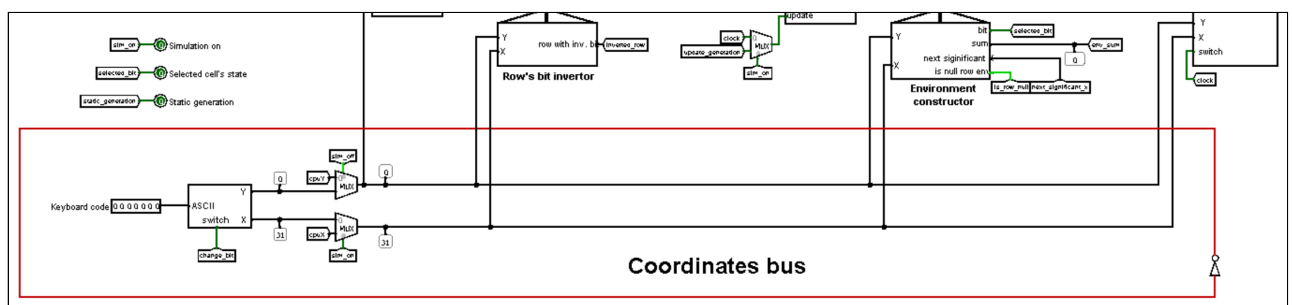 update
clock
update_generation
MUX
sim_on
Y
X
row with inv. bi
inverted_row
Row's bit invertor
Y
X
bit
sum
next siginificant
is null row env
selected_bit
env_sum
0
is_row_null
next_significant_x
Environment
constructor
Y
X
switch
clock
sim_on
Simulation on
selected_bit
Selected cell's state
static_generation
Static generation
Keyboard code
0 0 0 0 0 0 0
ASCII
switch
Y
X
change_bit
0
31
sim_off
cpuY
MUX
0
cpuX
MUX
sim_on
31
Coordinates bus